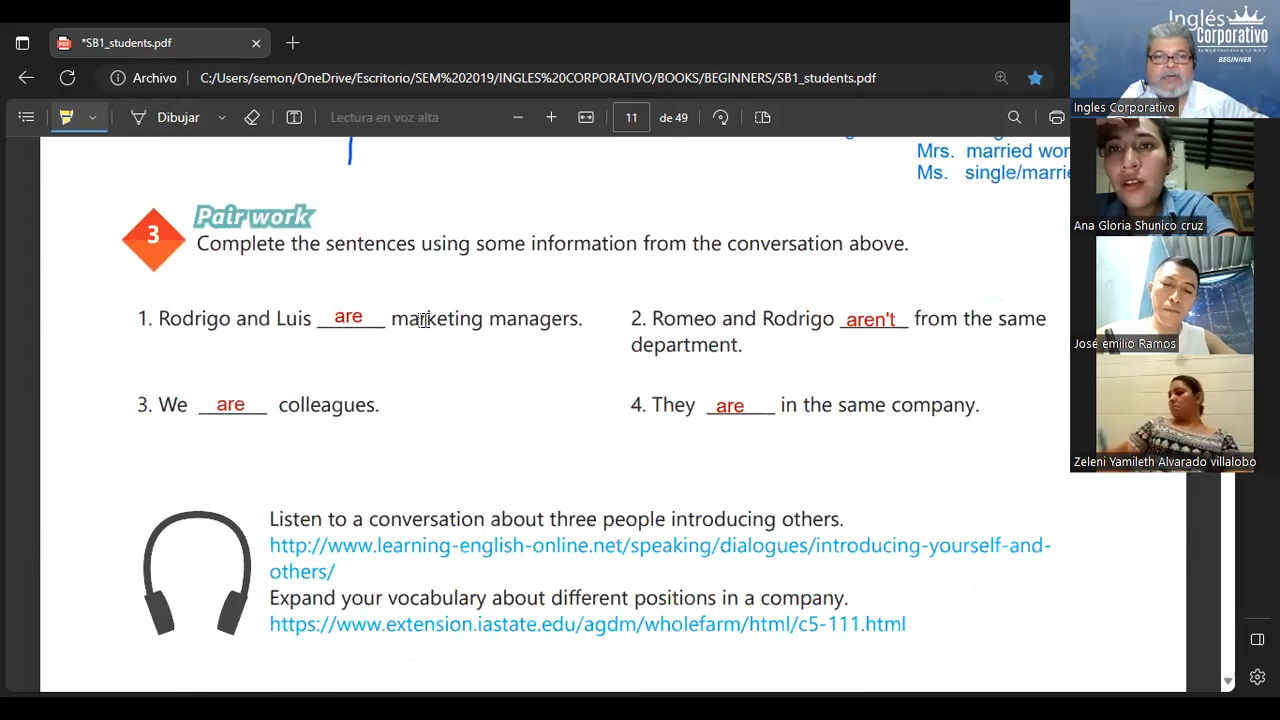 *SB1_students.pdf
Archivo
C:/Users/semon/OneDrive/Escritorio/SEM%202019/INGLES%20CORPORATIVO/BOOKS/BEGINNERS/SB1_students.pdf
Dibujar
Lectura en voz alta
11
de 49
Mrs. married wor
Ms. single/marrie
3
Pair work
Complete the sentences using some information from the conversation above.
1. Rodrigo and Luis are marketing managers.
2. Romeo and Rodrigo aren't from the same
department.
3. We are colleagues.
4. They are in the same company.
Listen to a conversation about three people introducing others.
http://www.learning-english-online.net/speaking/dialogues/introducing-yourself-and-
others/
Expand your vocabulary about different positions in a company.
https://www.extension.iastate.edu/agdm/wholefarm/html/c5-111.html
Inglés
Corporativo
BEGINNER
Ingles Corporativo
Ana Gloria Shunico cruz
José emilio Ramos
Zeleni Yamileth Alvarado villalobo